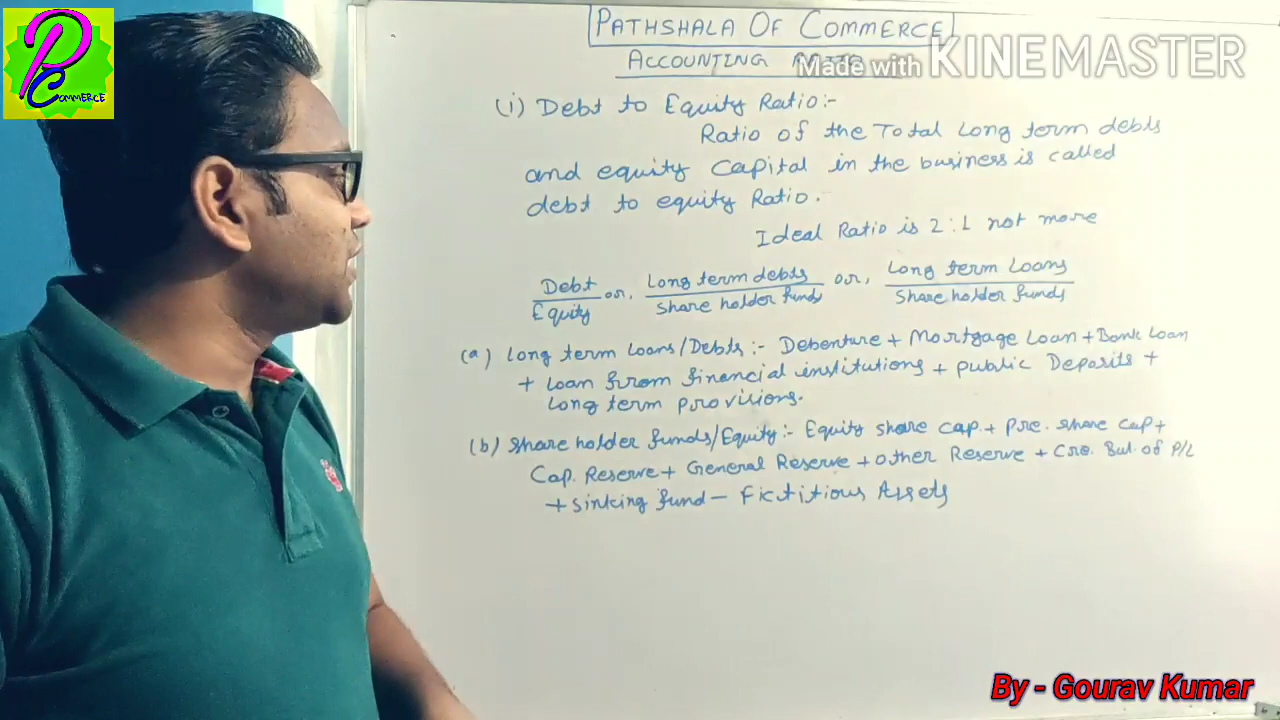 PC
COMMERCE
PATHSHALA OF COMMERCE
ACCOUNTING
Made with KINEMASTER
(i) Debt to Equity Ratio:-
Ratio of the Total Long term debts
and equity Capital in the business is called
debt to equity Ratio.
Ideal Ratio is 2:1 not more
Debt/Equity or, Long term debts/Share holder funds or, Long term Loans/Share holder funds
(a) Long term Loans/Debts :- Debenture + Mortgage Loan + Bank Loan
+ Loan from financial institutions + public Deposits +
Long term provisions.
(b) Share holder funds/Equity:- Equity share cap. + Pre. share cap +
Cap. Reserve + General Reserve + other Reserve + Cre. Bal. of P/L
+ Sinking fund - Fictitious Assets
By - Gourav Kumar